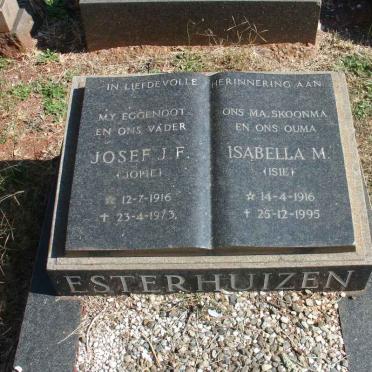 IN LIEFDEVOLLE HERINNERING AAN
MY EGGENOOT
EN ONS VADER
JOSEF J. F.
(JOPIE)
☆ 12-7-1916
✝ 23-4-1973.
ONS MA, SKOONMA
EN ONS OUMA
ISABELLA M.
(ISIE)
☆ 14-4-1916
✝ 25-12-1995
ESTERHUIZEN